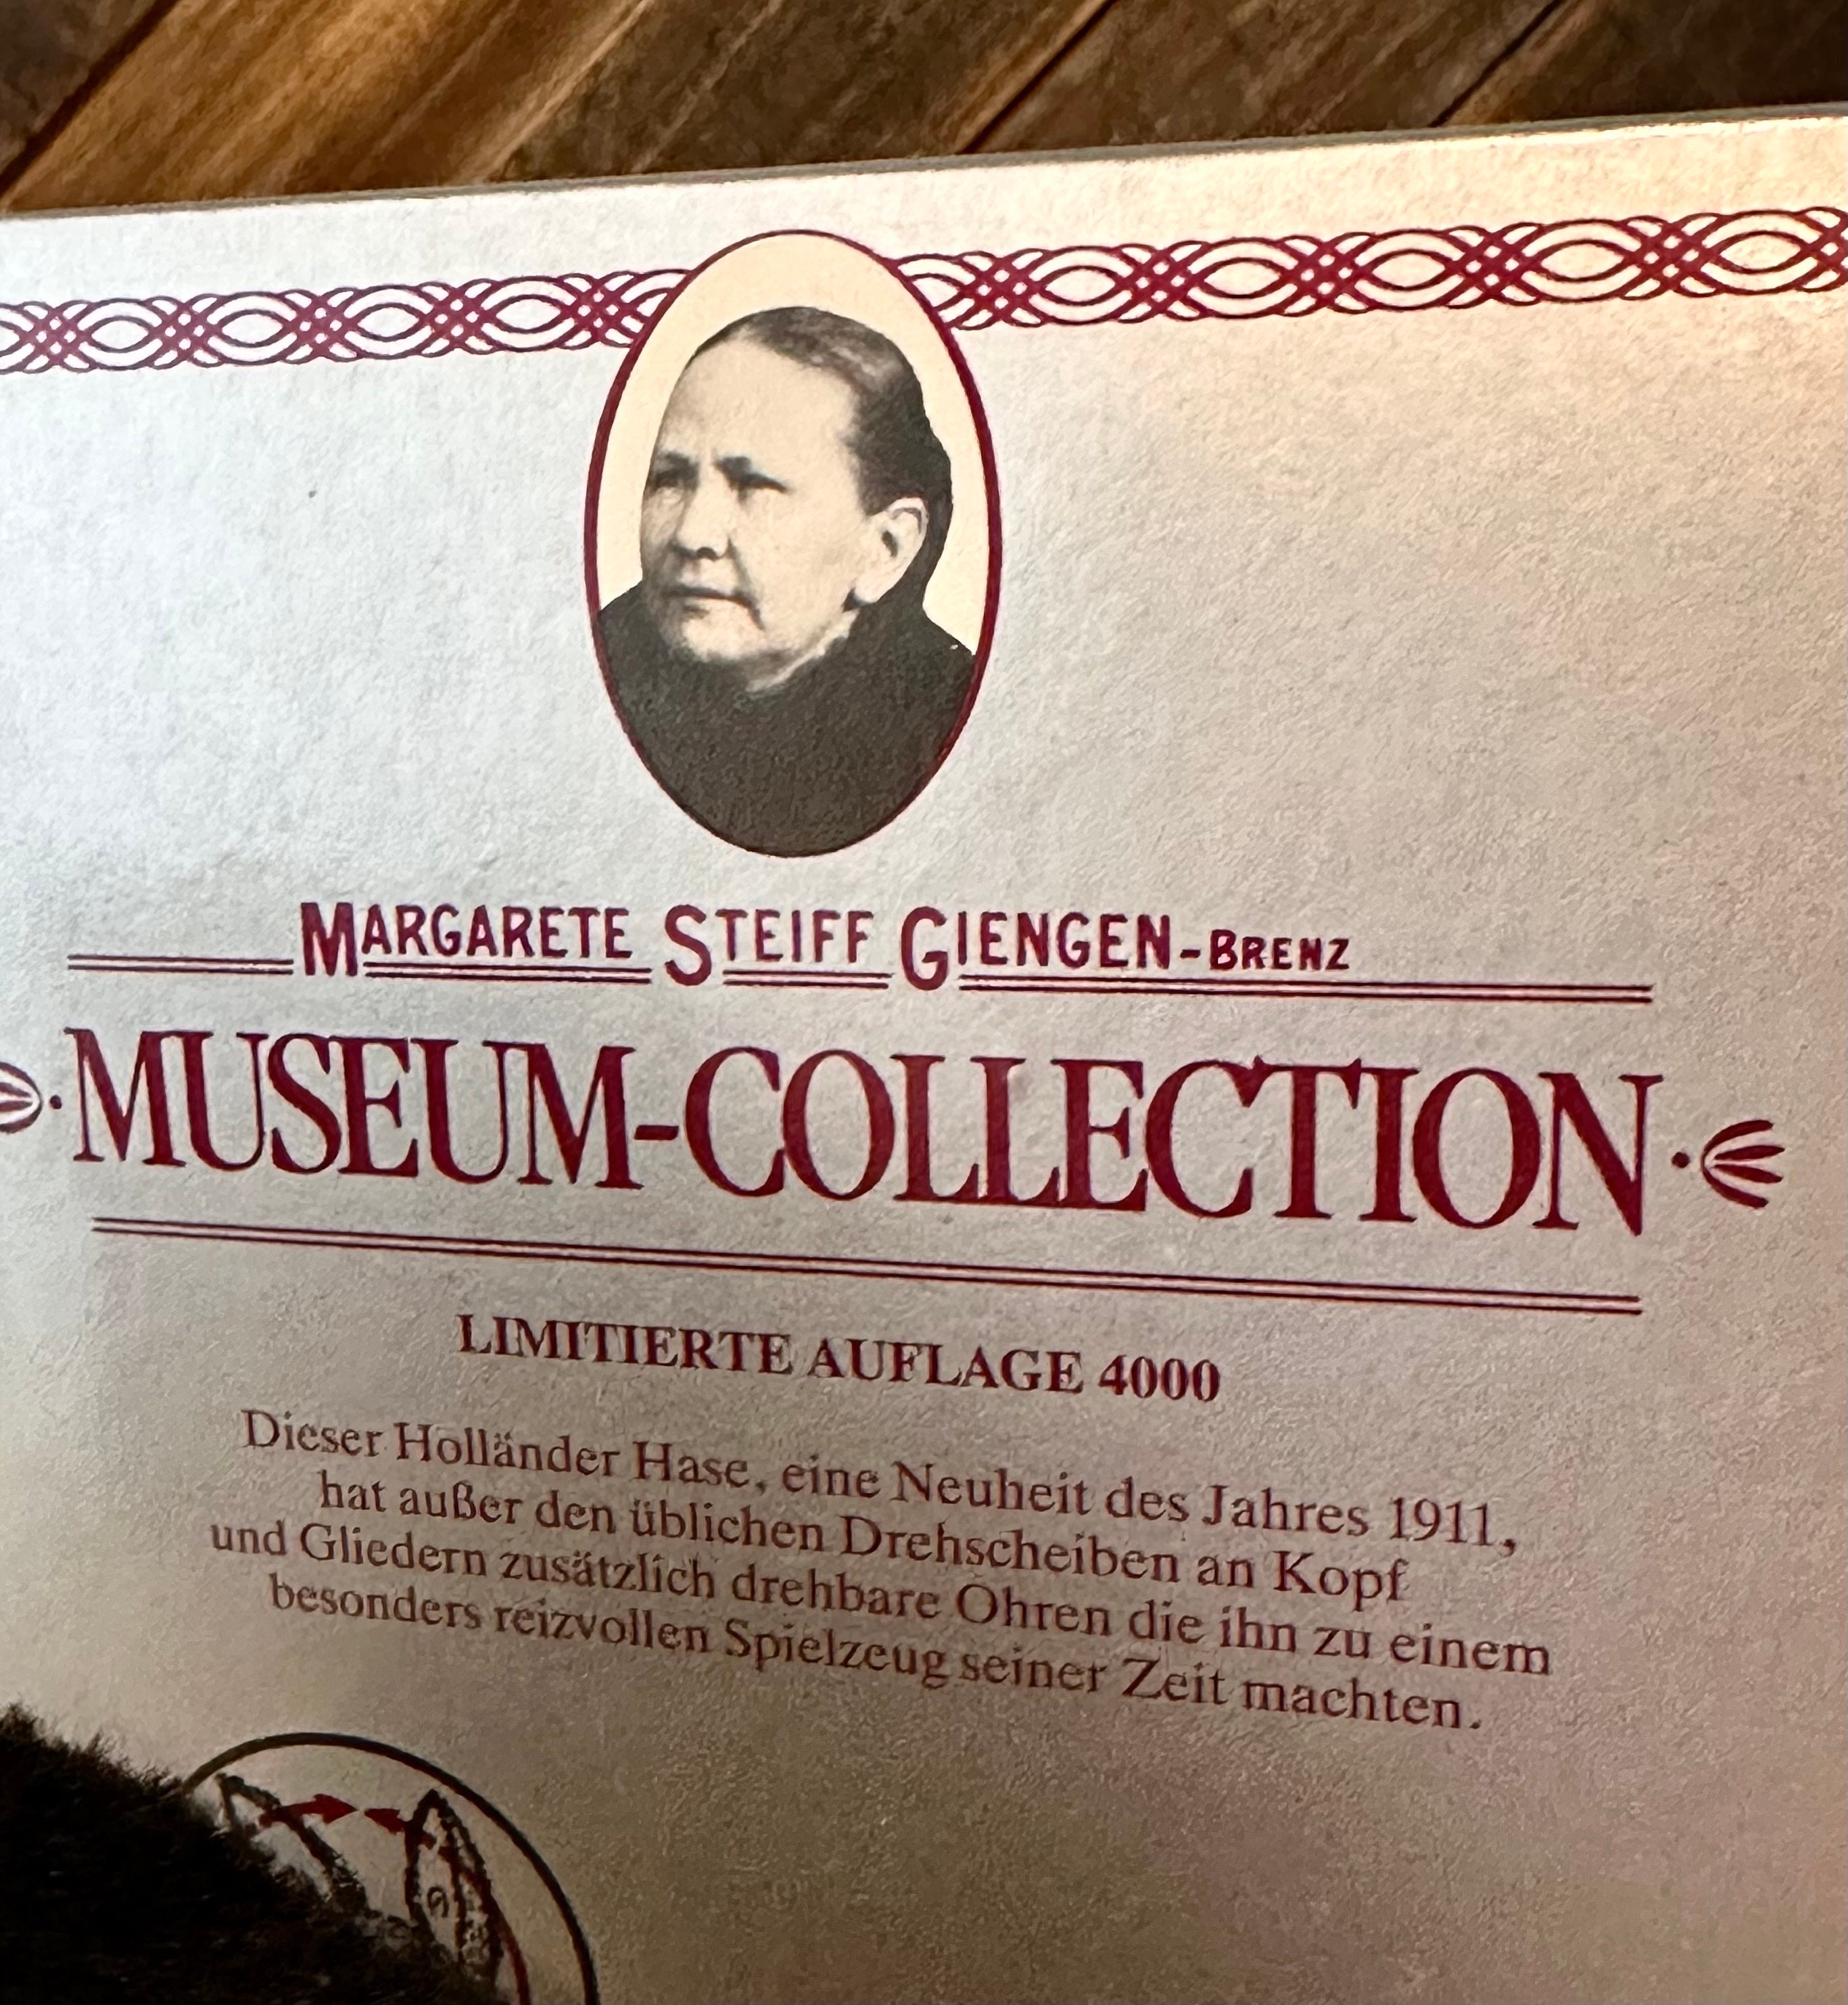 MARGARETE STEIFF GIENGEN-BRENZ
MUSEUM-COLLECTION
LIMITIERTE AUFLAGE 4000
Dieser Holländer Hase, eine Neuheit des Jahres 1911,
hat außer den üblichen Drehscheiben an Kopf
und Gliedern zusätzlich drehbare Ohren die ihn zu einem
besonders reizvollen Spielzeug seiner Zeit machten.